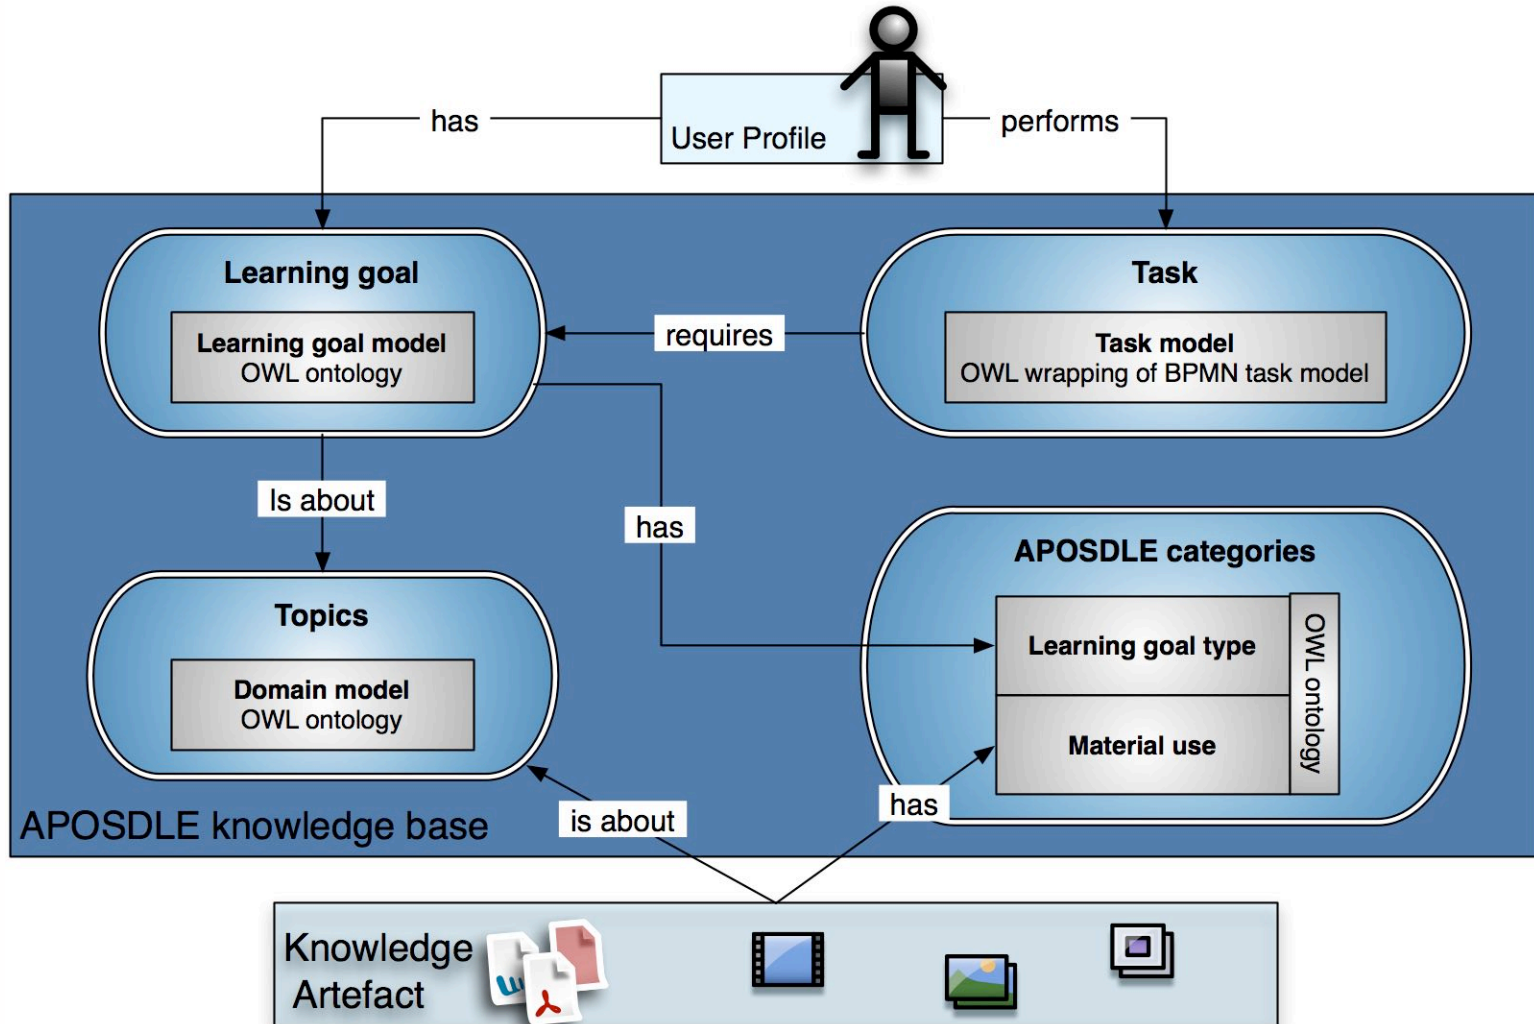 has
performs
User Profile
Learning goal
Learning goal model
OWL ontology
requires
Task
Task model
OWL wrapping of BPMN task model
Is about
has
Topics
Domain model
OWL ontology
APOSDLE categories
Learning goal type
Material use
OWL ontology
is about
has
APOSDLE knowledge base
Knowledge
Artefact